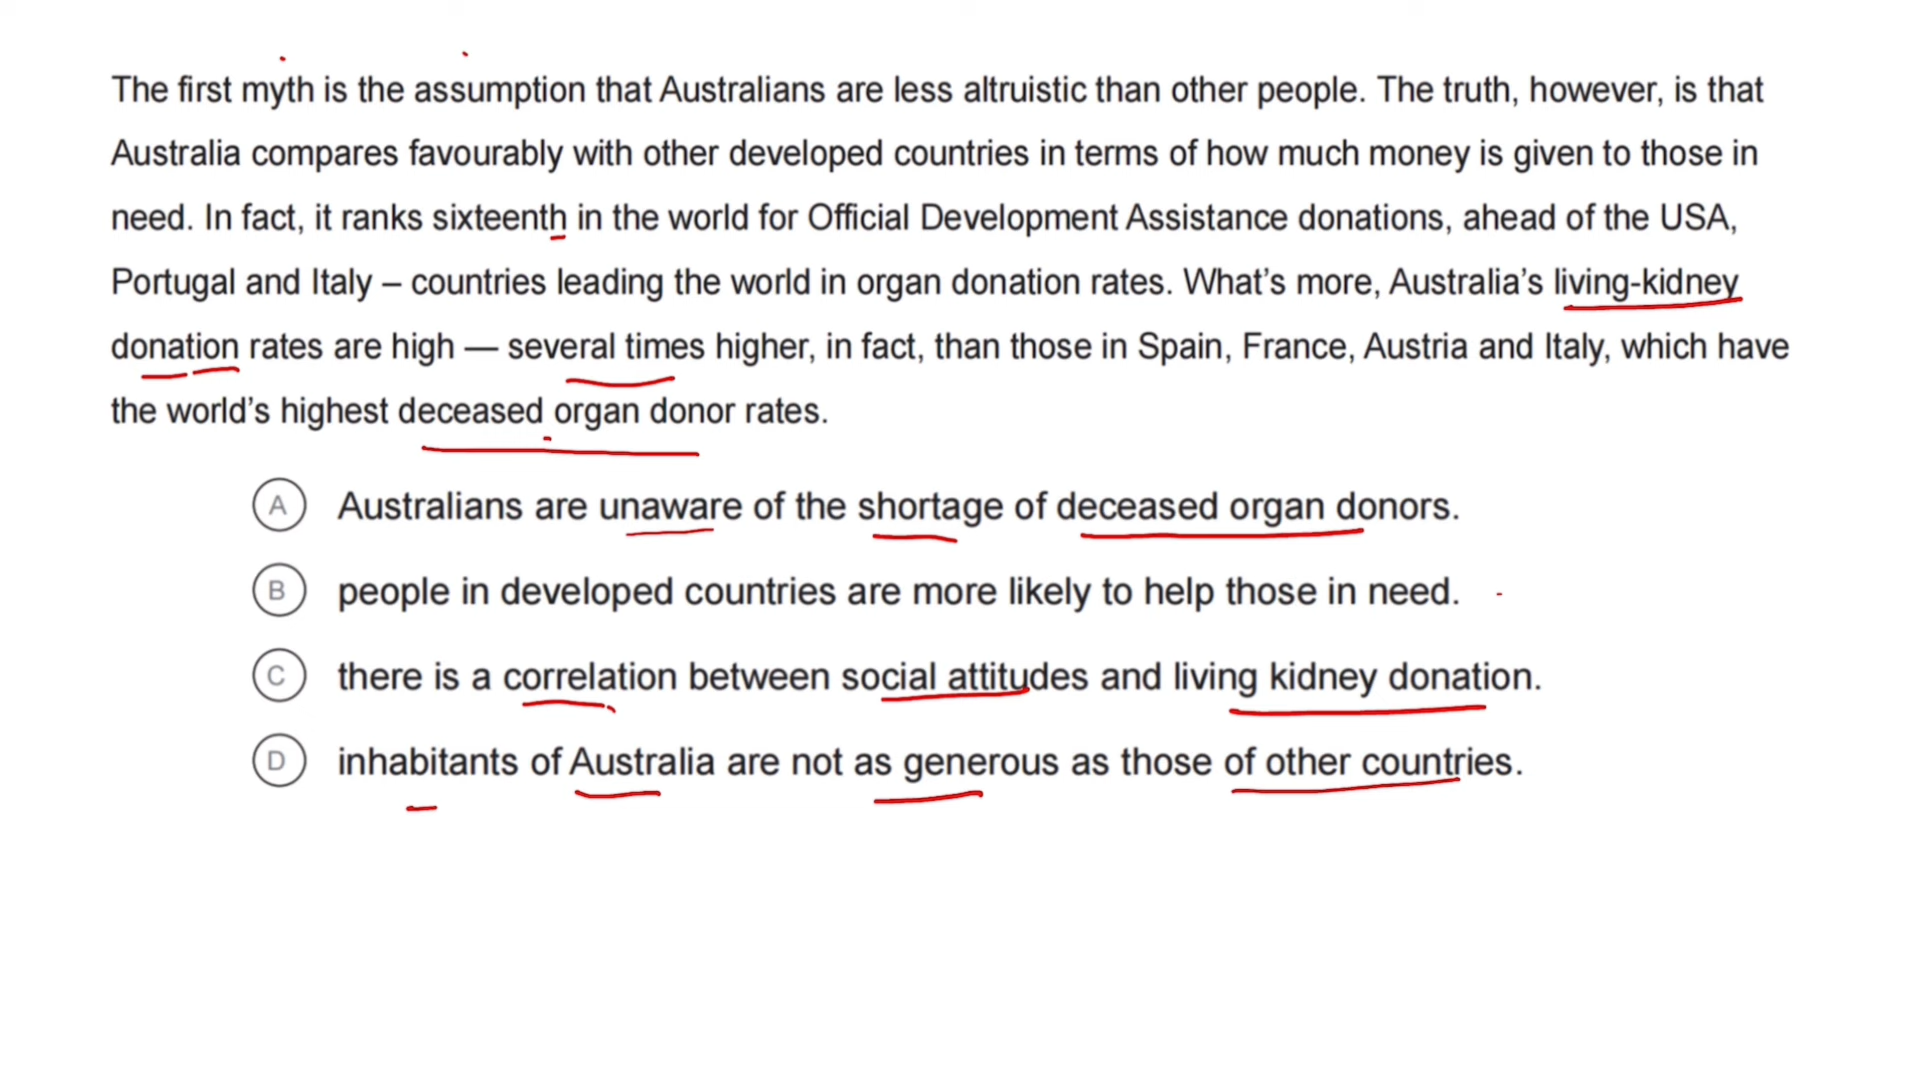 The first myth is the assumption that Australians are less altruistic than other people. The truth, however, is that
Australia compares favourably with other developed countries in terms of how much money is given to those in
need. In fact, it ranks sixteenth in the world for Official Development Assistance donations, ahead of the USA,
Portugal and Italy – countries leading the world in organ donation rates. What's more, Australia's living-kidney
donation rates are high — several times higher, in fact, than those in Spain, France, Austria and Italy, which have
the world's highest deceased organ donor rates.
A Australians are unaware of the shortage of deceased organ donors.
B people in developed countries are more likely to help those in need.
C there is a correlation between social attitudes and living kidney donation.
D inhabitants of Australia are not as generous as those of other countries.